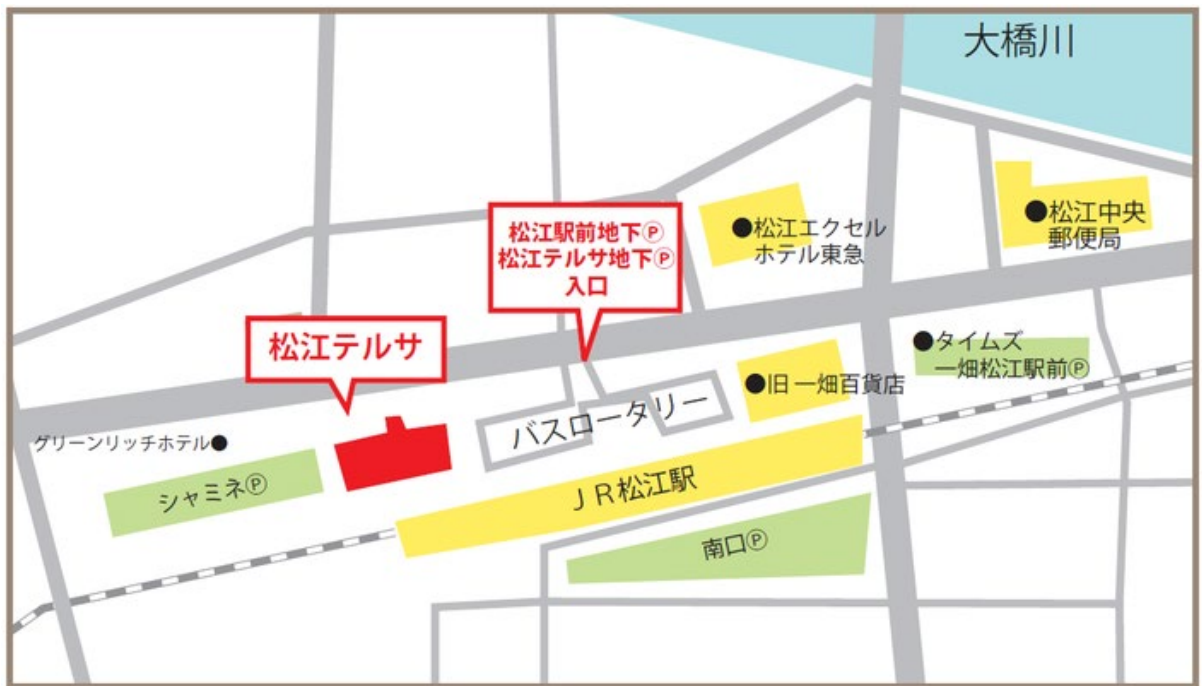 大橋川
松江中央
郵便局
松江エクセル
ホテル東急
松江駅前地下Ⓟ
松江テルサ地下Ⓟ
入口
松江テルサ
タイムズ
一畑松江駅前Ⓟ
旧一畑百貨店
バスロータリー
グリーンリッチホテル
シャミネⓅ
ＪＲ松江駅
南口Ⓟ